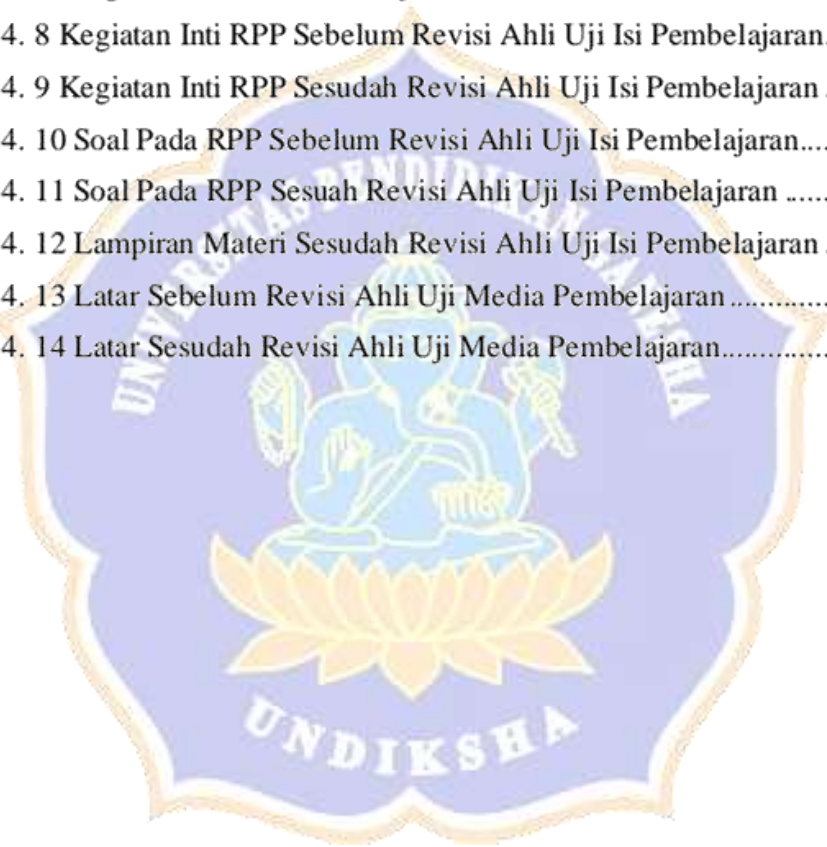 4. 8 Kegiatan Inti RPP Sebelum Revisi Ahli Uji Isi Pembelajaran.
4. 9 Kegiatan Inti RPP Sesudah Revisi Ahli Uji Isi Pembelajaran .
4. 10 Soal Pada RPP Sebelum Revisi Ahli Uji Isi Pembelajaran....
4. 11 Soal Pada RPP Sesuah Revisi Ahli Uji Isi Pembelajaran ......
4. 12 Lampiran Materi Sesudah Revisi Ahli Uji Isi Pembelajaran .
4. 13 Latar Sebelum Revisi Ahli Uji Media Pembelajaran .............
4. 14 Latar Sesudah Revisi Ahli Uji Media Pembelajaran..............
UNIVERSITAS PENDIDIKAN GANESHA
UNDIKSHA